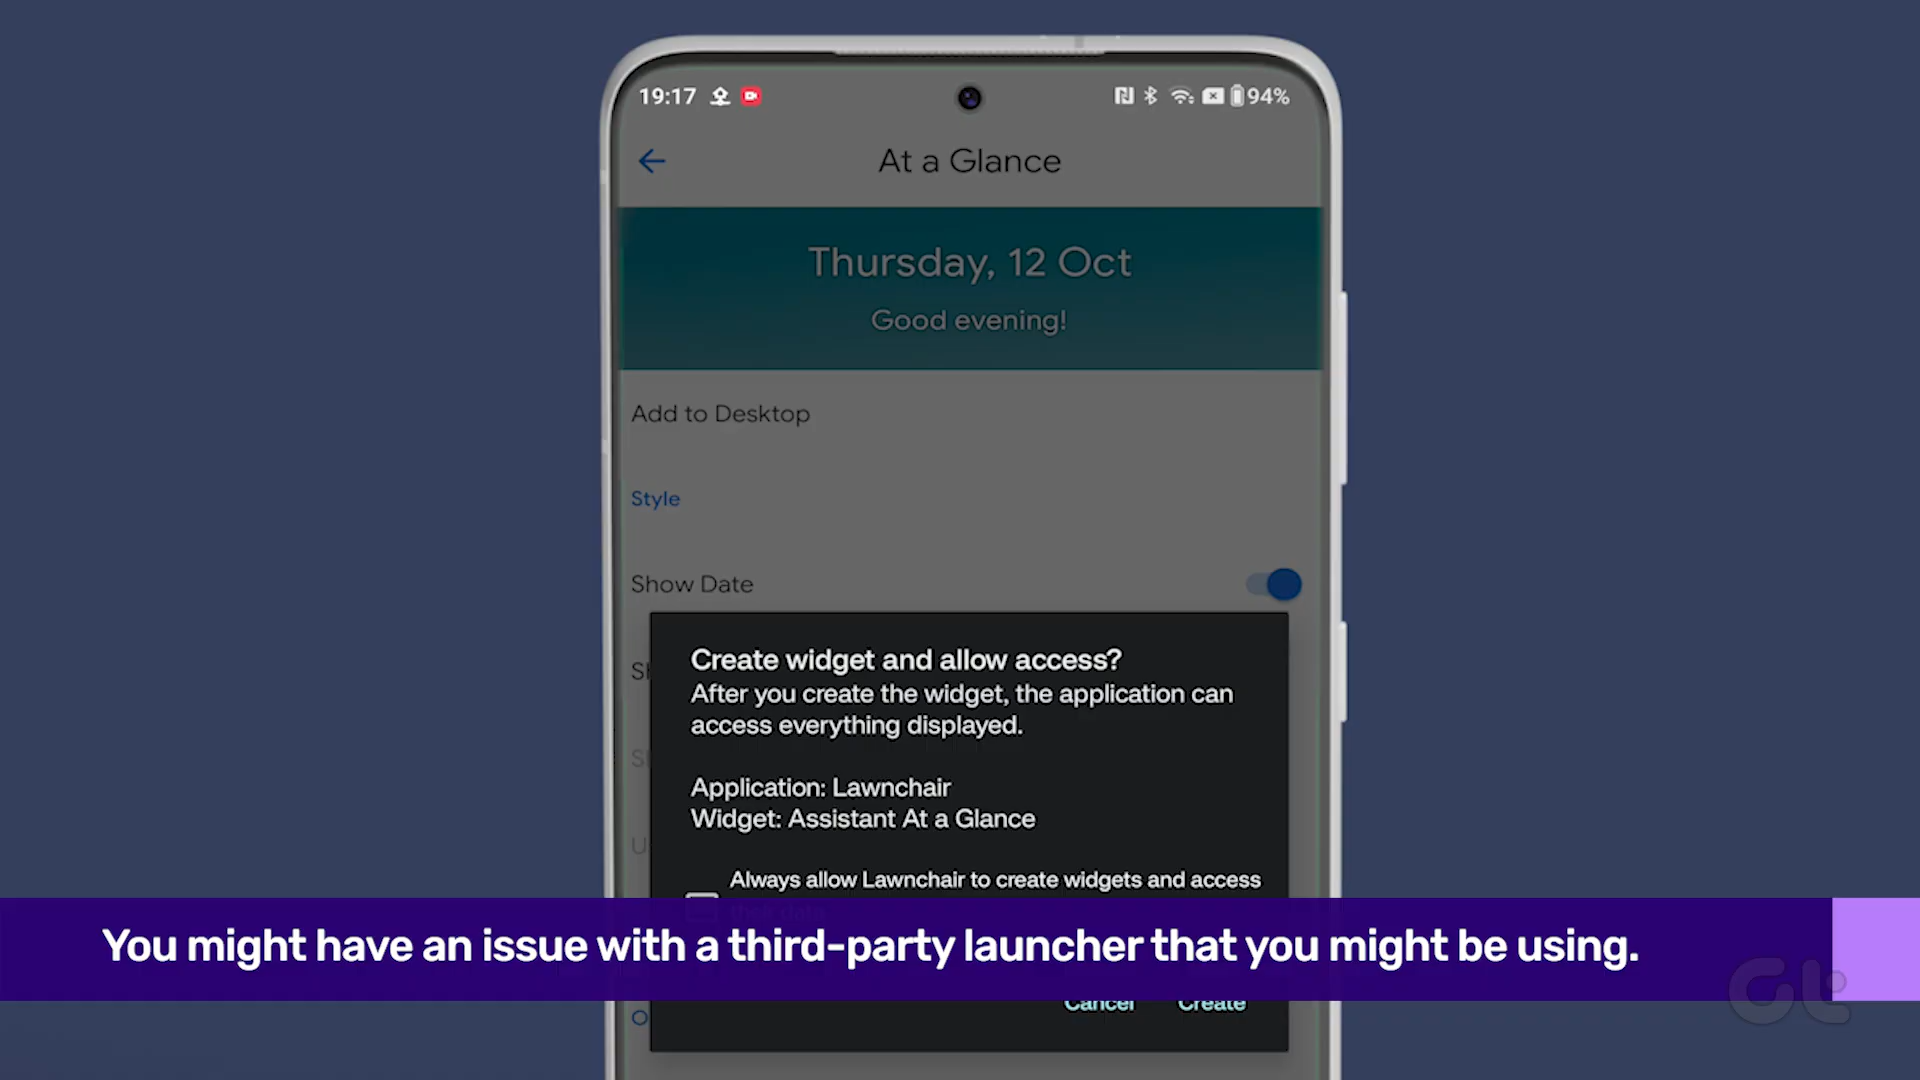 19:17
94%
At a Glance
Thursday, 12 Oct
Good evening!
Add to Desktop
Style
Show Date
Create widget and allow access?
After you create the widget, the application can
access everything displayed.
Application: Lawnchair
Widget: Assistant At a Glance
Always allow Lawnchair to create widgets and access
their data
You might have an issue with a third-party launcher that you might be using.
Cancel
Create